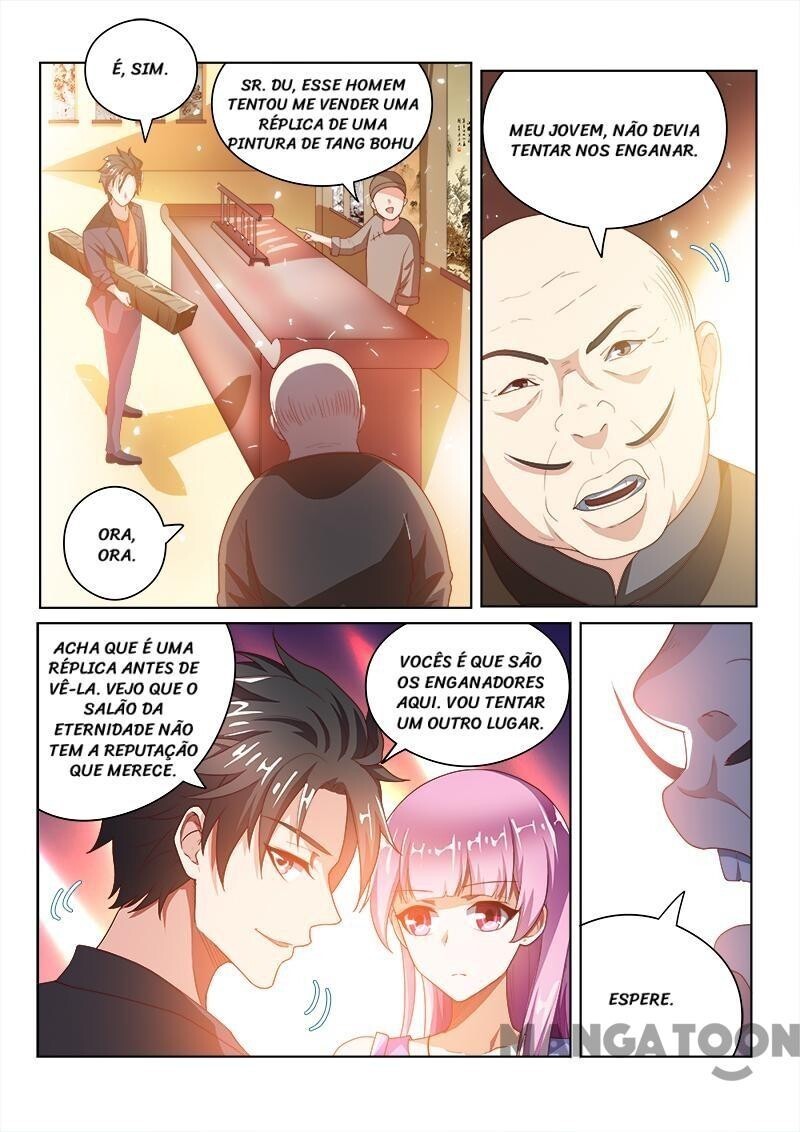 É, SIM.
SR. DU, ESSE HOMEM
TENTOU ME VENDER UMA
RÉPLICA DE UMA
PINTURA DE TANG BOHU.
ORA,
ORA.
MEU JOVEM, NÃO DEVIA
TENTAR NOS ENGANAR.
ACHA QUE É UMA
RÉPLICA ANTES DE
VÊ-LA. VEJO QUE O
SALÃO DA
ETERNIDADE NÃO
TEM A REPUTAÇÃO
QUE MERECE.
VOCÊS É QUE SÃO
OS ENGANADORES
AQUI. VOU TENTAR
UM OUTRO LUGAR.
ESPERE.
MANGATOON